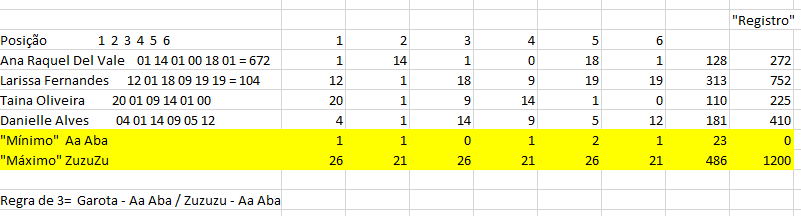 "Registro"
Posição 1 2 3 4 5 6 1 2 3 4 5 6
Ana Raquel Del Vale 01 14 01 00 18 01 = 672 1 14 1 0 18 1 128 272
Larissa Fernandes 12 01 18 09 19 19 = 104 12 1 18 9 19 19 313 752
Taina Oliveira 20 01 09 14 01 00 20 1 9 14 1 0 110 225
Danielle Alves 04 01 14 09 05 12 4 1 14 9 5 12 181 410
"Mínimo" Aa Aba 1 1 0 1 2 1 23 0
"Máximo" ZuzuZu 26 21 26 21 26 21 486 1200
Regra de 3= Garota - Aa Aba / Zuzuzu - Aa Aba